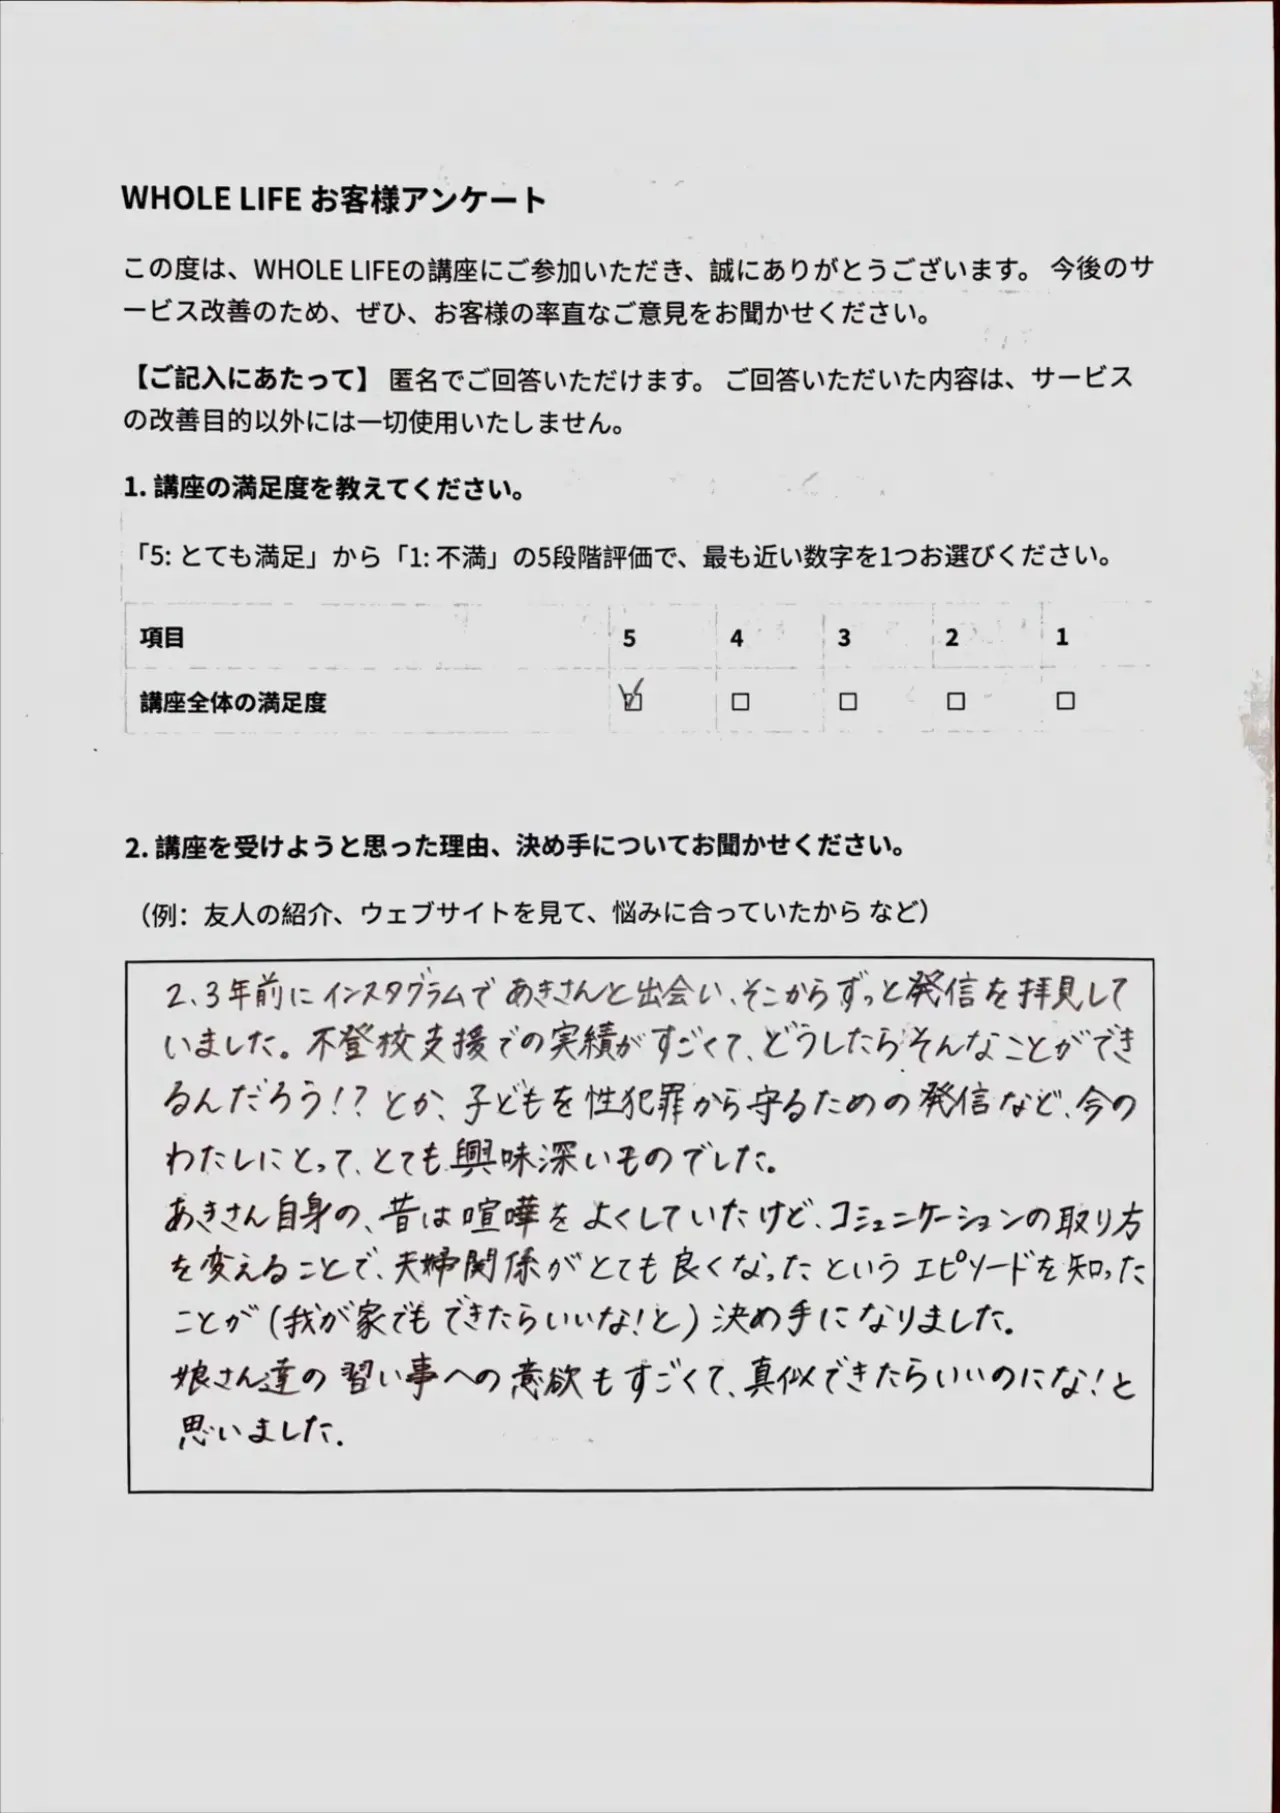 WHOLE LIFE お客様アンケート
この度は、WHOLE LIFEの講座にご参加いただき、誠にありがとうございます。 今後のサ
ービス改善のため、ぜひ、お客様の率直なご意見をお聞かせください。
【ご記入にあたって】 匿名でご回答いただけます。 ご回答いただいた内容は、サービス
の改善目的以外には一切使用いたしません。
1. 講座の満足度を教えてください。
「5: とても満足」から「1: 不満」の5段階評価で、最も近い数字を1つお選びください。
項目 5 4 3 2 1
講座全体の満足度 ☑ ☐ ☐ ☐ ☐
2. 講座を受けようと思った理由、決め手についてお聞かせください。
（例：友人の紹介、ウェブサイトを見て、悩みに合っていたから など）
2、3年前にインスタグラムであきさんと出会い、そこからずっと発信を拝見して
いました。不登校支援での実績がすごくて、どうしたらそんなことができ
るんだろう!?とか、子どもを性犯罪から守るための発信など、今の
わたしにとって、とても興味深いものでした。
あきさん自身の、昔は喧嘩をよくしていたけど、コミュニケーションの取り方
を変えることで、夫婦関係がとても良くなったというエピソードを知った
ことが(我が家でもできたらいいな!と)決め手になりました。
娘さん達の習い事への意欲もすごくて、真似できたらいいのにな!と
思いました。